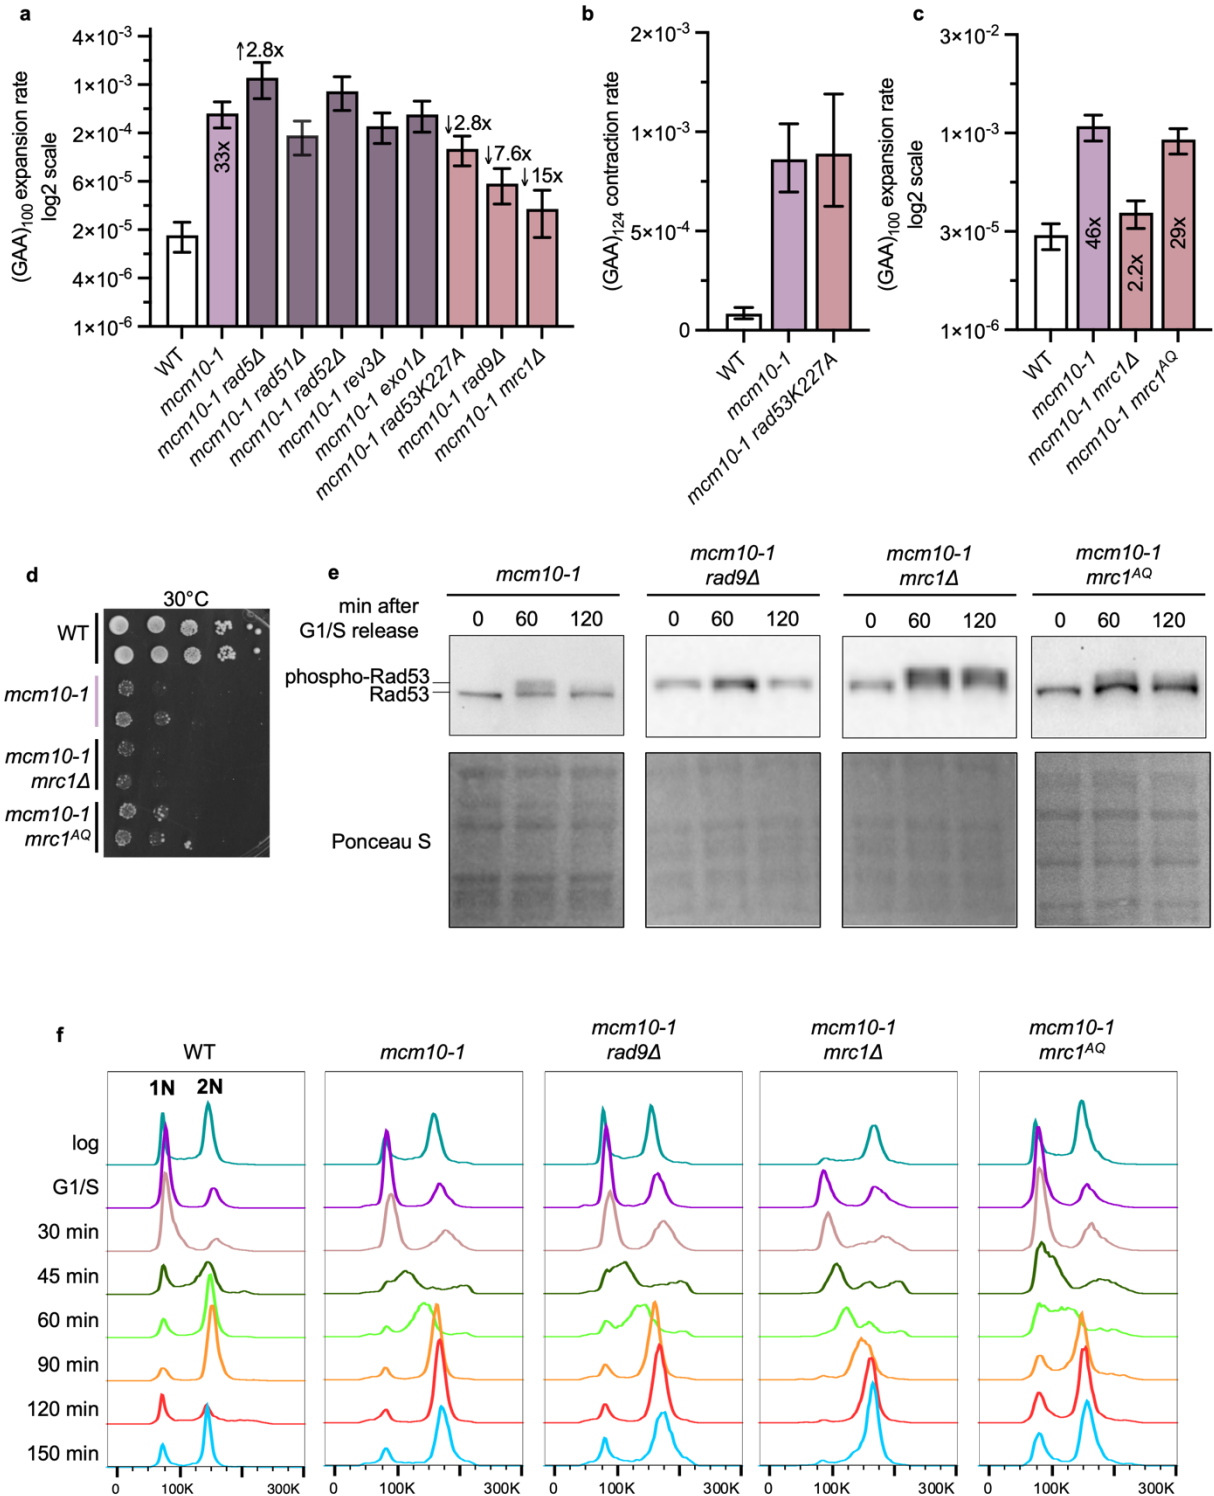 a
(GAA)100 expansion rate
log2 scale
4×10-3
1×10-3
2×10-4
6×10-5
2×10-5
4×10-6
1×10-6
33x
↑2.8x
↓2.8x
↓7.6x
↓15x
WT
mcm10-1
mcm10-1 rad5Δ
mcm10-1 rad51Δ
mcm10-1 rad52Δ
mcm10-1 rev3Δ
mcm10-1 exo1Δ
mcm10-1 rad53K227A
mcm10-1 rad9Δ
mcm10-1 mrc1Δ
b
(GAA)124 contraction rate
2×10-3
1×10-3
5×10-4
0
WT
mcm10-1
mcm10-1 rad53K227A
c
(GAA)100 expansion rate
log2 scale
3×10-2
1×10-3
3×10-5
1×10-6
46x
2.2x
29x
WT
mcm10-1
mcm10-1 mrc1Δ
mcm10-1 mrc1AQ
d
30°C
WT
mcm10-1
mcm10-1
mrc1Δ
mcm10-1
mrc1AQ
e
mcm10-1
mcm10-1
rad9Δ
mcm10-1
mrc1Δ
mcm10-1
mrc1AQ
min after
G1/S release
0 60 120
0 60 120
0 60 120
0 60 120
phospho-Rad53
Rad53
Ponceau S
f
WT
mcm10-1
mcm10-1
rad9Δ
mcm10-1
mrc1Δ
mcm10-1
mrc1AQ
1N 2N
log
G1/S
30 min
45 min
60 min
90 min
120 min
150 min
0 100K 300K
0 100K 300K
0 100K 300K
0 100K 300K
0 100K 300K